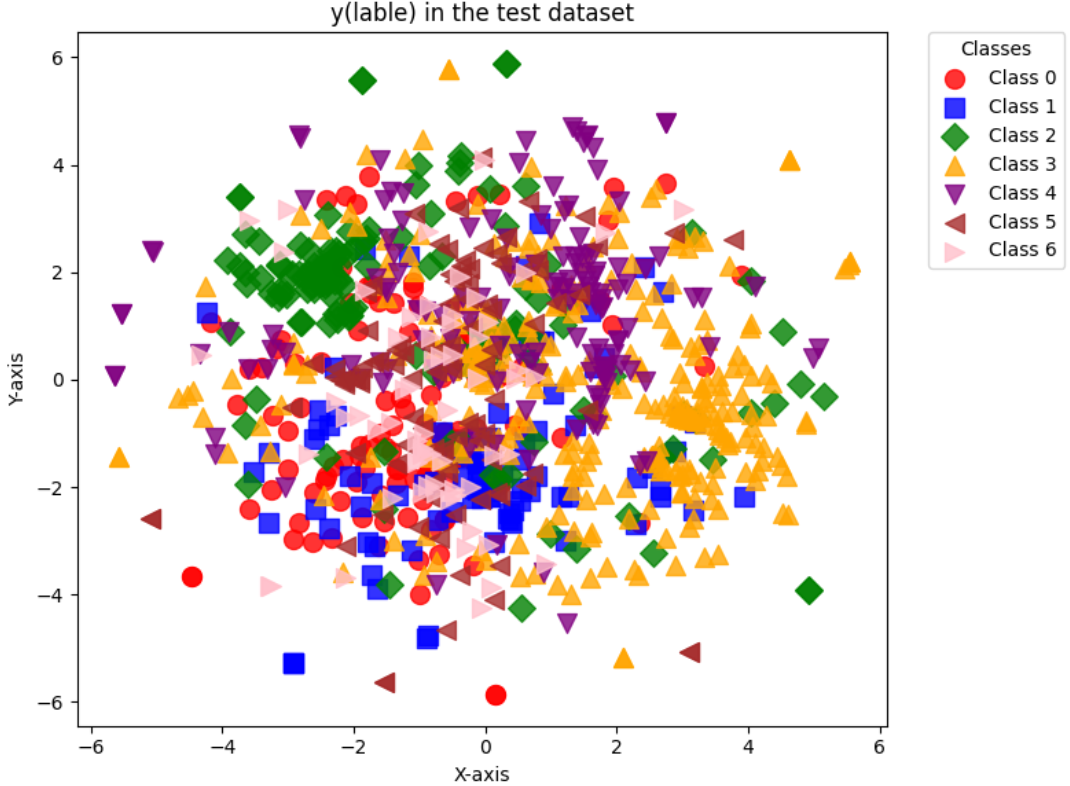 y(lable) in the test dataset
Classes
Class 0
Class 1
Class 2
Class 3
Class 4
Class 5
Class 6
Y-axis
6
4
2
0
−2
−4
−6
−6
−4
−2
0
2
4
6
X-axis